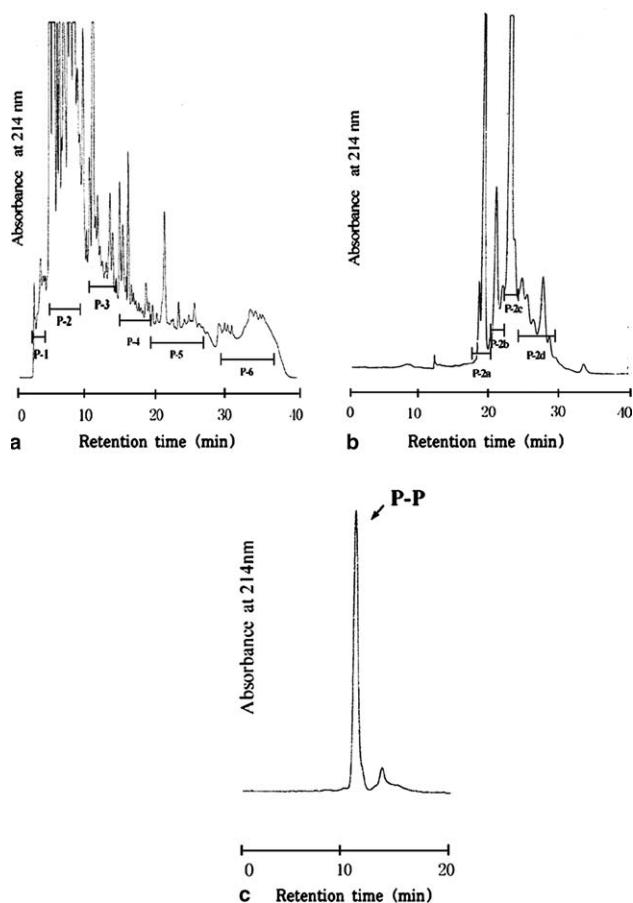 Absorbance at 214 nm
P-1
P-2
P-3
P-4
P-5
P-6
0 10 20 30 40
a Retention time (min)
Absorbance at 214 nm
P-2a
P-2b
P-2c
P-2d
0 10 20 30 40
b Retention time (min)
P-P
Absorbance at 214nm
0 10 20
c Retention time (min)